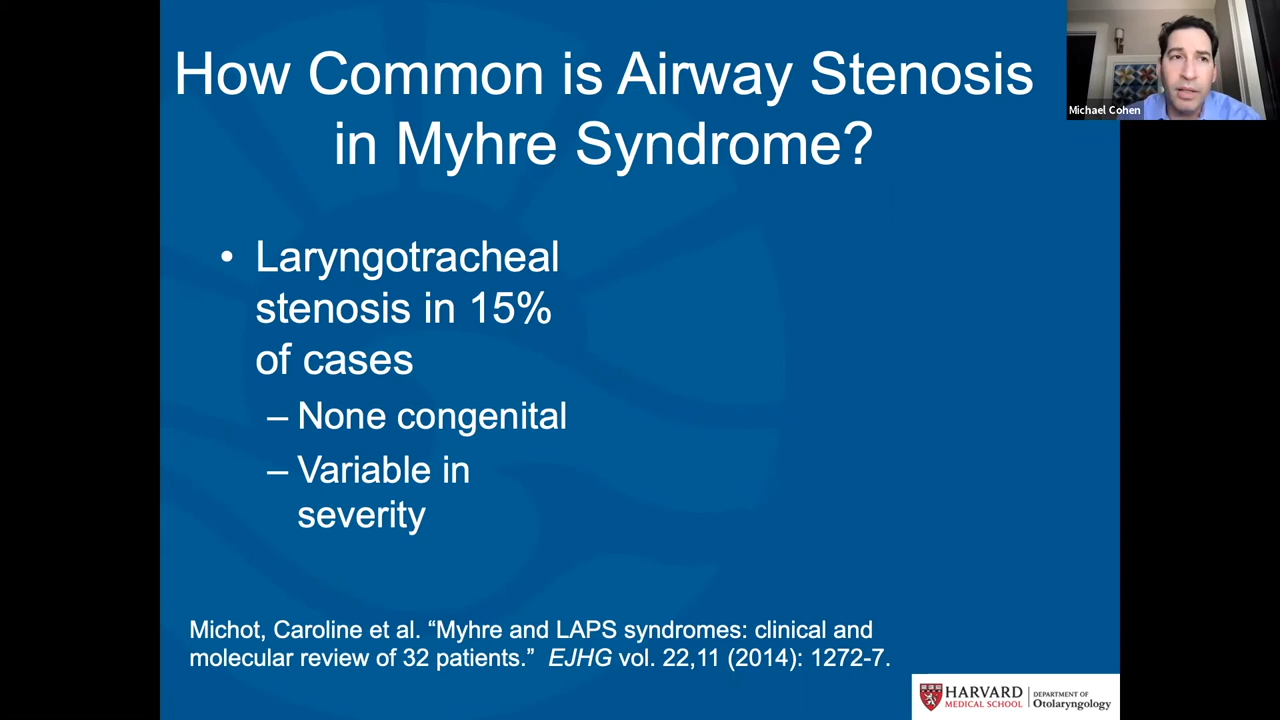 How Common is Airway Stenosis
in Myhre Syndrome?
Michael Cohen
• Laryngotracheal
stenosis in 15%
of cases
– None congenital
– Variable in
severity
Michot, Caroline et al. “Myhre and LAPS syndromes: clinical and
molecular review of 32 patients.” EJHG vol. 22,11 (2014): 1272-7.
HARVARD
MEDICAL SCHOOL
DEPARTMENT OF
Otolaryngology